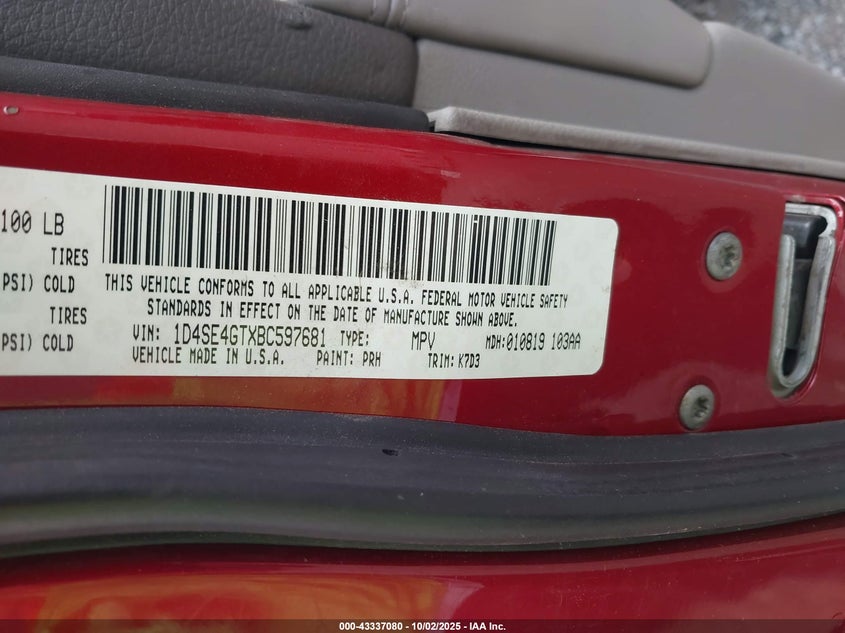 100 LB
TIRES
PSI) COLD
TIRES
PSI) COLD
THIS VEHICLE CONFORMS TO ALL APPLICABLE U.S.A. FEDERAL MOTOR VEHICLE SAFETY
STANDARDS IN EFFECT ON THE DATE OF MANUFACTURE SHOWN ABOVE.
VIN: 1D4SE4GTXBC597681 TYPE: MPV MDH:010819 103AA
VEHICLE MADE IN U.S.A. PAINT: PRH TRIM: K7D3
000-43337080 - 10/02/2025 - IAA Inc.